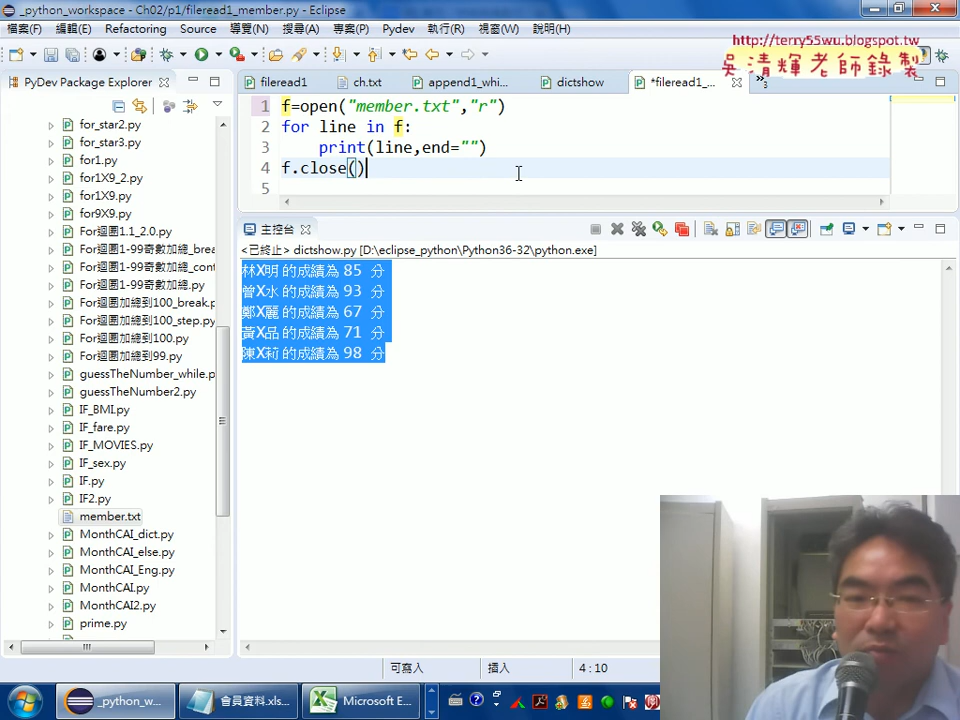 _python_workspace - Ch02/p1/fileread1_member.py - Eclipse
檔案(F) 編輯(E) Refactoring Source 導覽(N) 搜尋(A) 專案(P) Pydev 執行(R) 視窗(W) 說明(H)
http://terry55wu.blogspot.tw
吳清輝老師錄製
PyDev Package Explorer
fileread1 ch.txt append1_whi... dictshow *fileread1_...
3
for_star2.py
for_star3.py
for1.py
for1X9_2.py
for1X9.py
for9X9.py
For迴圈1.1_2.0.py
For迴圈1-99奇數加總_brea
For迴圈1-99奇數加總_cont
For迴圈1-99奇數加總.py
For迴圈加總到100_break.p
For迴圈加總到100_step.py
For迴圈加總到100.py
For迴圈加總到99.py
guessTheNumber_while.p
guessTheNumber2.py
IF_BMI.py
IF_fare.py
IF_MOVIES.py
IF_sex.py
IF.py
IF2.py
member.txt
MonthCAI_dict.py
MonthCAI_else.py
MonthCAI_Eng.py
MonthCAI.py
MonthCAI2.py
prime.py
1 f=open("member.txt","r")
2 for line in f:
3 print(line,end="")
4 f.close()
5
主控台
<已終止> dictshow.py [D:\eclipse_python\Python36-32\python.exe]
林X明 的成績為 85 分
曾X水 的成績為 93 分
鄭X麗 的成績為 67 分
黃X品 的成績為 71 分
陳X莉 的成績為 98 分
可寫入 插入 4:10
_python_w... 會員資料.xls... Microsoft E...